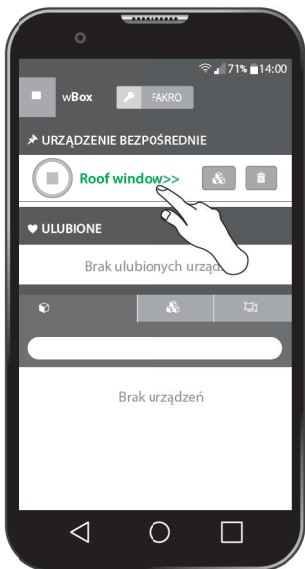 71% 14:00
wBox FAKRO
URZĄDZENIE BEZPOŚREDNIE
Roof window>>
ULUBIONE
Brak ulubionych urząd
Brak urządzeń